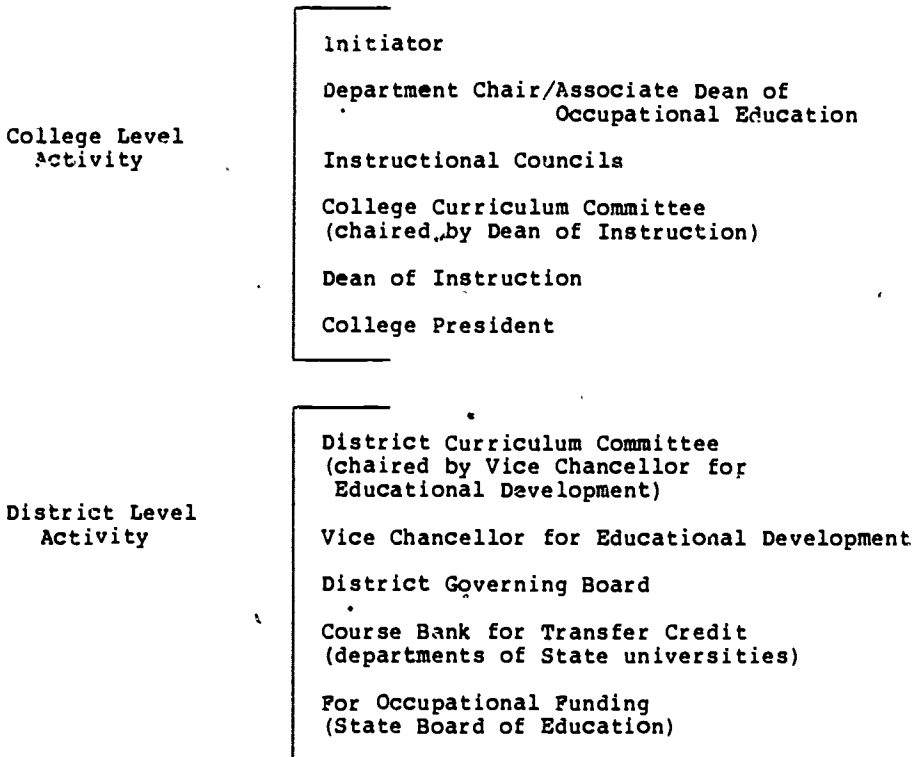 College Level
Activity
Initiator
Department Chair/Associate Dean of
Occupational Education
Instructional Councils
College Curriculum Committee
(chaired by Dean of Instruction)
Dean of Instruction
College President
District Level
Activity
District Curriculum Committee
(chaired by Vice Chancellor for
Educational Development)
Vice Chancellor for Educational Development
District Governing Board
Course Bank for Transfer Credit
(departments of State universities)
For Occupational Funding
(State Board of Education)